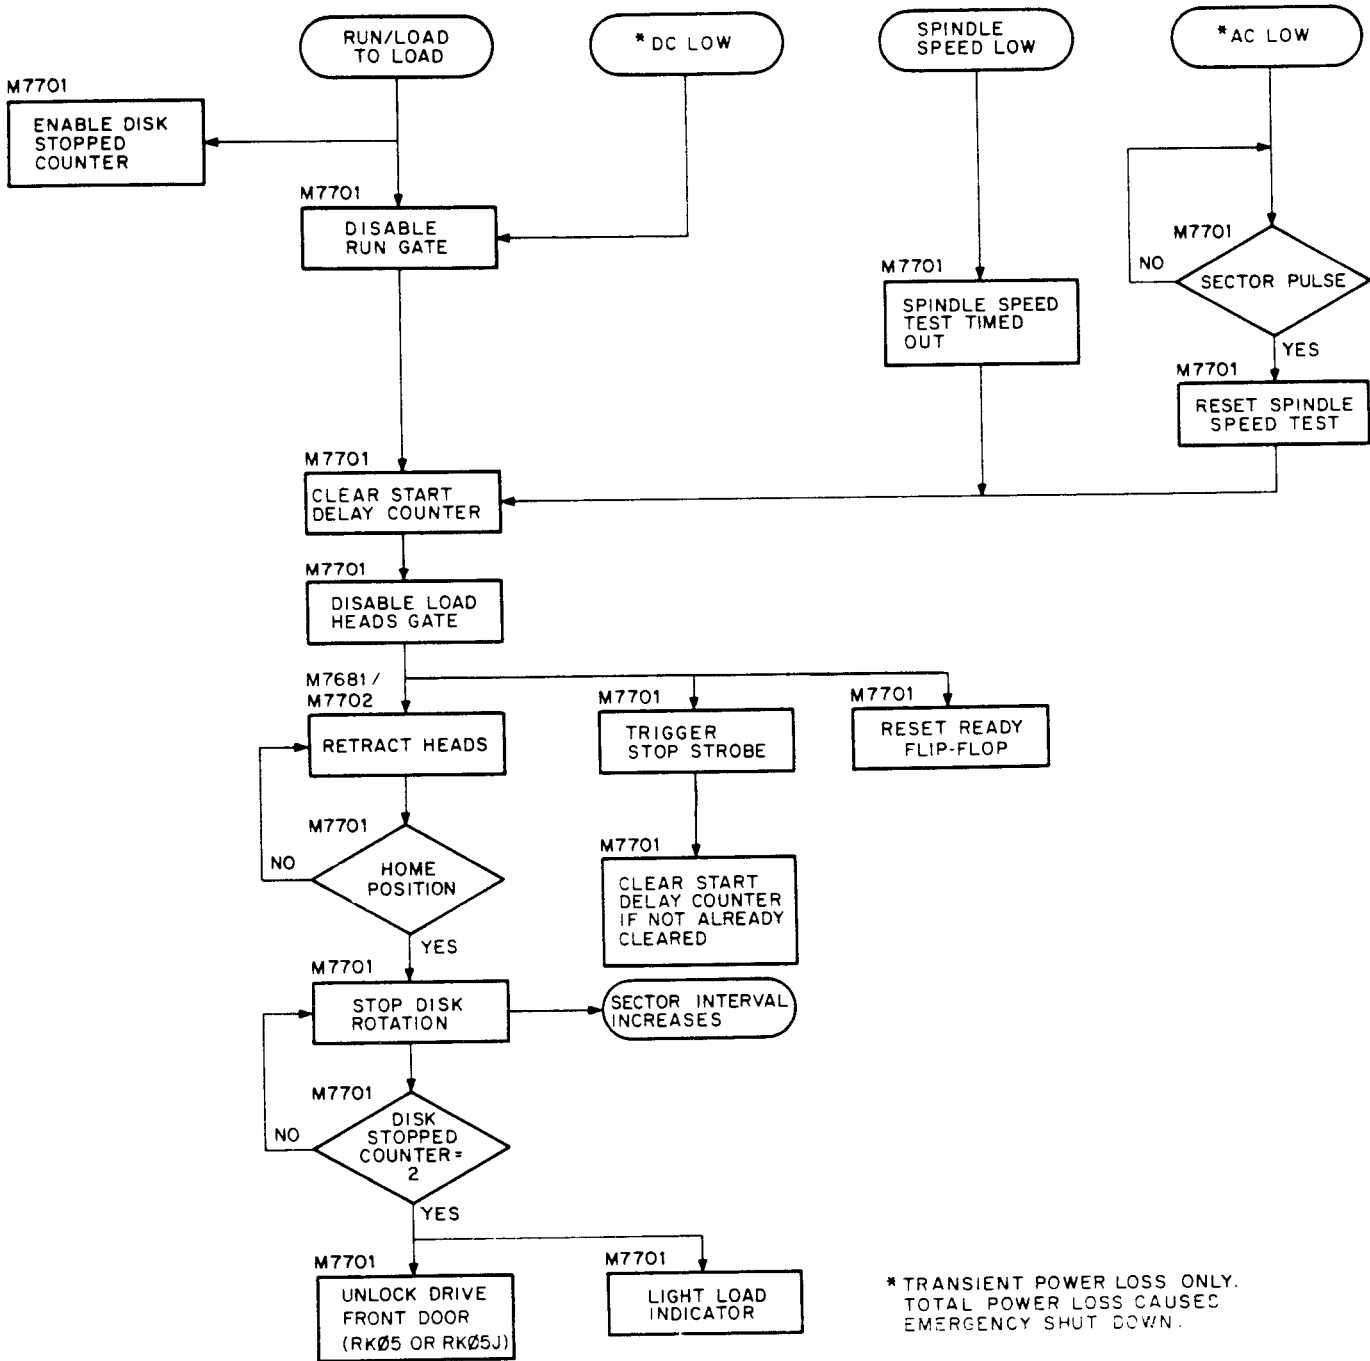 RUN/LOAD
TO LOAD
* DC LOW
SPINDLE
SPEED LOW
* AC LOW
M7701
ENABLE DISK
STOPPED
COUNTER
M7701
DISABLE
RUN GATE
M7701
SPINDLE SPEED
TEST TIMED
OUT
M7701
SECTOR PULSE
NO
YES
M7701
RESET SPINDLE
SPEED TEST
M7701
CLEAR START
DELAY COUNTER
M7701
DISABLE LOAD
HEADS GATE
M7681/
M7702
RETRACT HEADS
M7701
TRIGGER
STOP STROBE
M7701
RESET READY
FLIP-FLOP
M7701
HOME
POSITION
NO
YES
M7701
CLEAR START
DELAY COUNTER
IF NOT ALREADY
CLEARED
M7701
STOP DISK
ROTATION
SECTOR INTERVAL
INCREASES
M7701
DISK
STOPPED
COUNTER=
2
NO
YES
M7701
UNLOCK DRIVE
FRONT DOOR
(RKØ5 OR RKØ5J)
M7701
LIGHT LOAD
INDICATOR
* TRANSIENT POWER LOSS ONLY.
TOTAL POWER LOSS CAUSES
EMERGENCY SHUT DOWN.